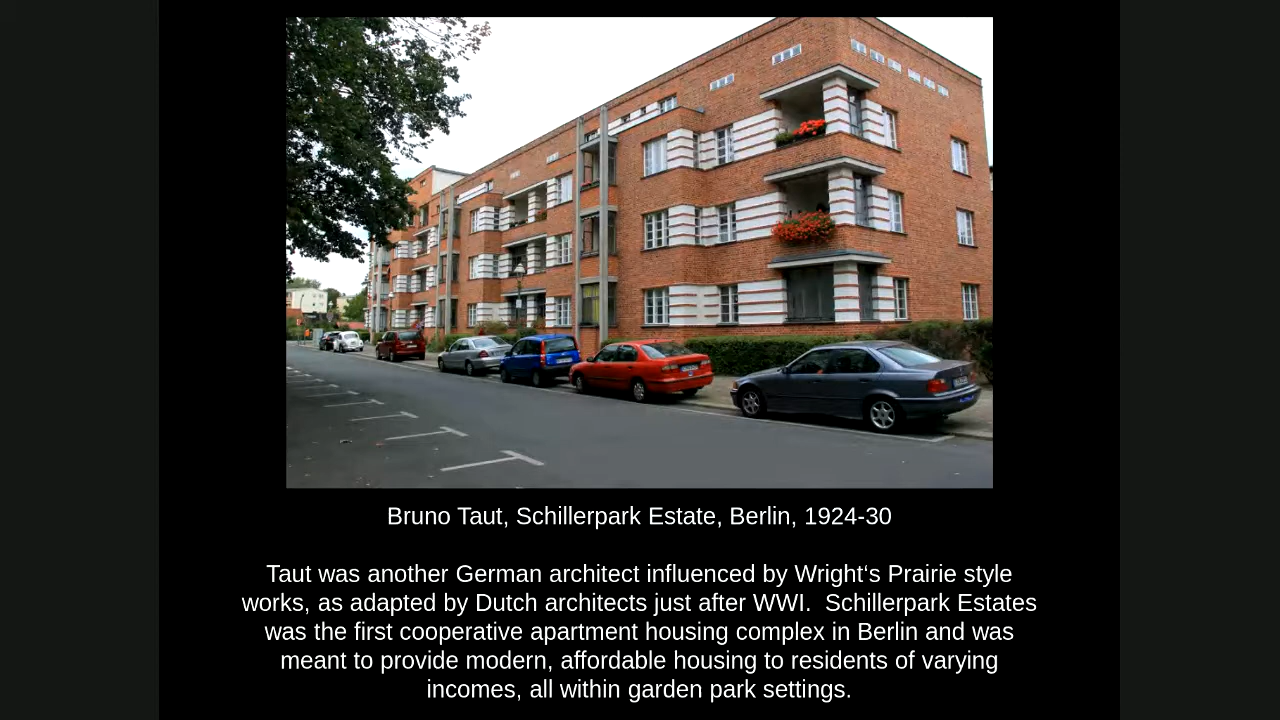 Bruno Taut, Schillerpark Estate, Berlin, 1924-30
Taut was another German architect influenced by Wright‘s Prairie style
works, as adapted by Dutch architects just after WWI.  Schillerpark Estates
was the first cooperative apartment housing complex in Berlin and was
meant to provide modern, affordable housing to residents of varying
incomes, all within garden park settings.